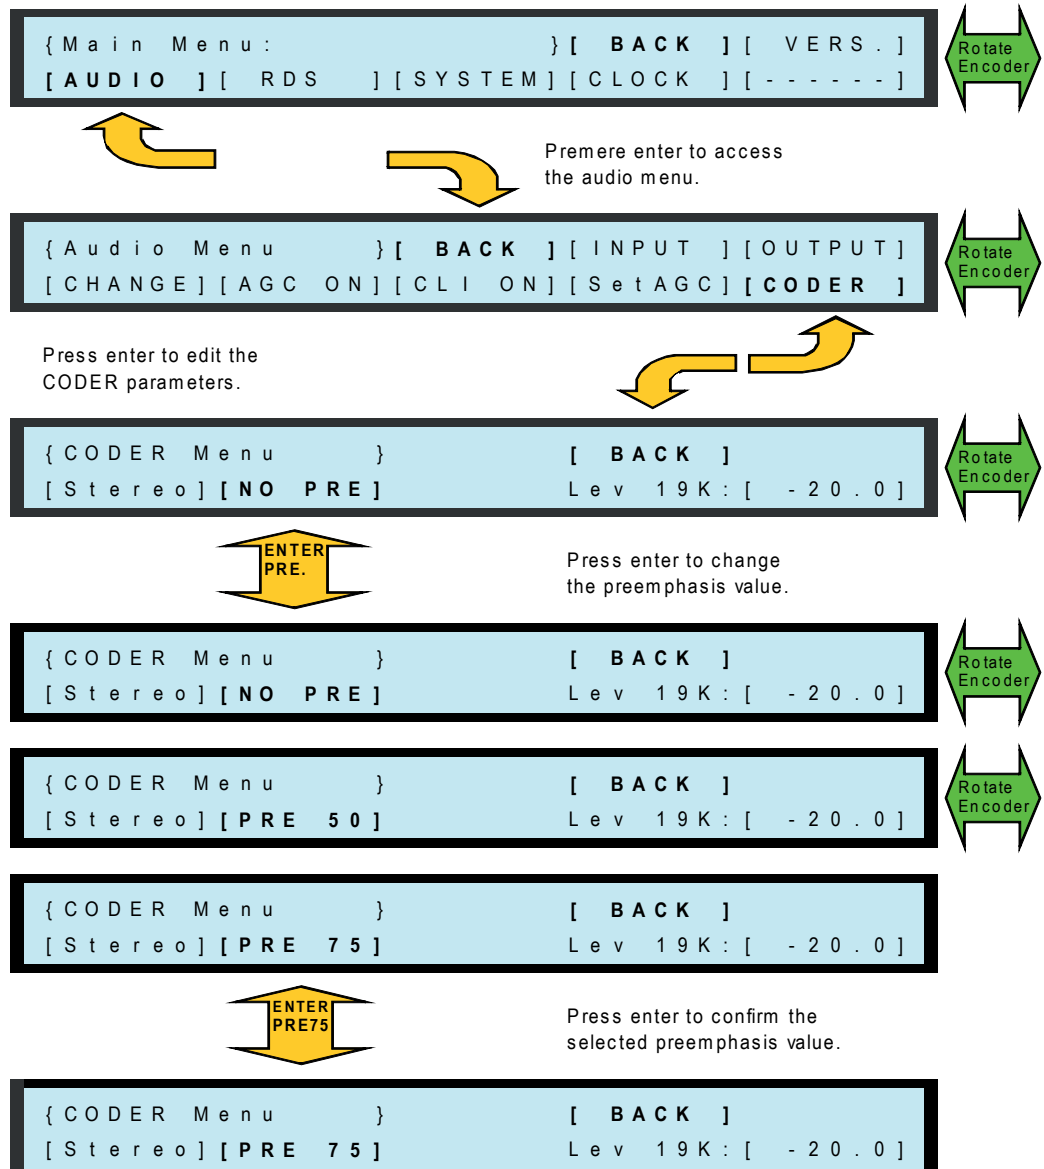 {Main Menu: }[ BACK ][ VERS.]
[AUDIO ][ RDS ][SYSTEM][CLOCK ][------]
Rotate
Encoder
Premere enter to access
the audio menu.
{Audio Menu }[ BACK ][INPUT ][OUTPUT]
[CHANGE][AGC ON][CLI ON][SetAGC][CODER ]
Rotate
Encoder
Press enter to edit the
CODER parameters.
{CODER Menu } [ BACK ]
[Stereo][NO PRE] Lev 19K:[ -20.0]
Rotate
Encoder
ENTER
PRE.
Press enter to change
the preemphasis value.
{CODER Menu } [ BACK ]
[Stereo][NO PRE] Lev 19K:[ -20.0]
Rotate
Encoder
{CODER Menu } [ BACK ]
[Stereo][PRE 50] Lev 19K:[ -20.0]
Rotate
Encoder
{CODER Menu } [ BACK ]
[Stereo][PRE 75] Lev 19K:[ -20.0]
ENTER
PRE75
Press enter to confirm the
selected preemphasis value.
{CODER Menu } [ BACK ]
[Stereo][PRE 75] Lev 19K:[ -20.0]